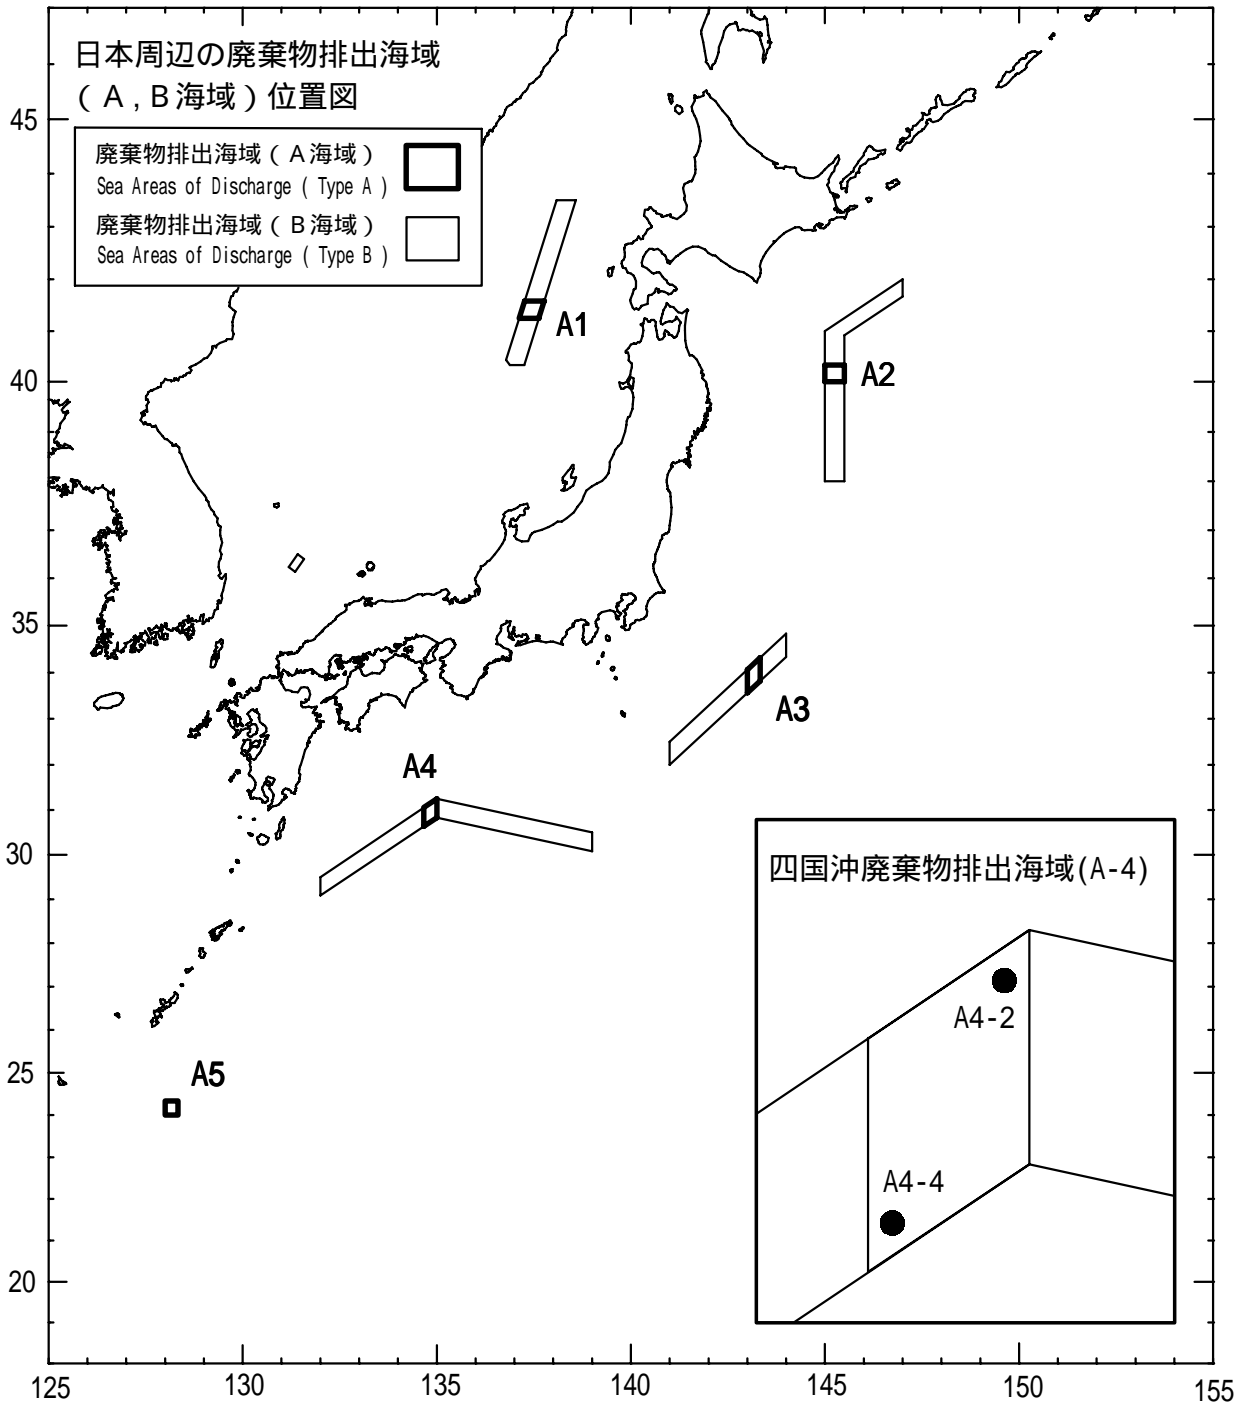 日本周辺の廃棄物排出海域
（A,B海域）位置図
廃棄物排出海域（A海域）
Sea Areas of Discharge ( Type A )
廃棄物排出海域（B海域）
Sea Areas of Discharge ( Type B )
45
A1
A2
40
35
A3
A4
30
四国沖廃棄物排出海域(A-4)
A4-2
25
A5
A4-4
20
125
130
135
140
145
150
155